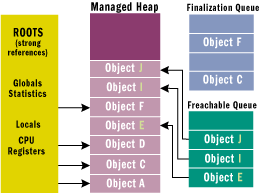 Managed Heap
Finalization Queue
ROOTS
(strong
references)
Globals
Statistics
Locals
CPU
Registers
Object J
Object I
Object F
Object E
Object D
Object C
Object A
Object F
Object C
Freachable Queue
Object J
Object I
Object E